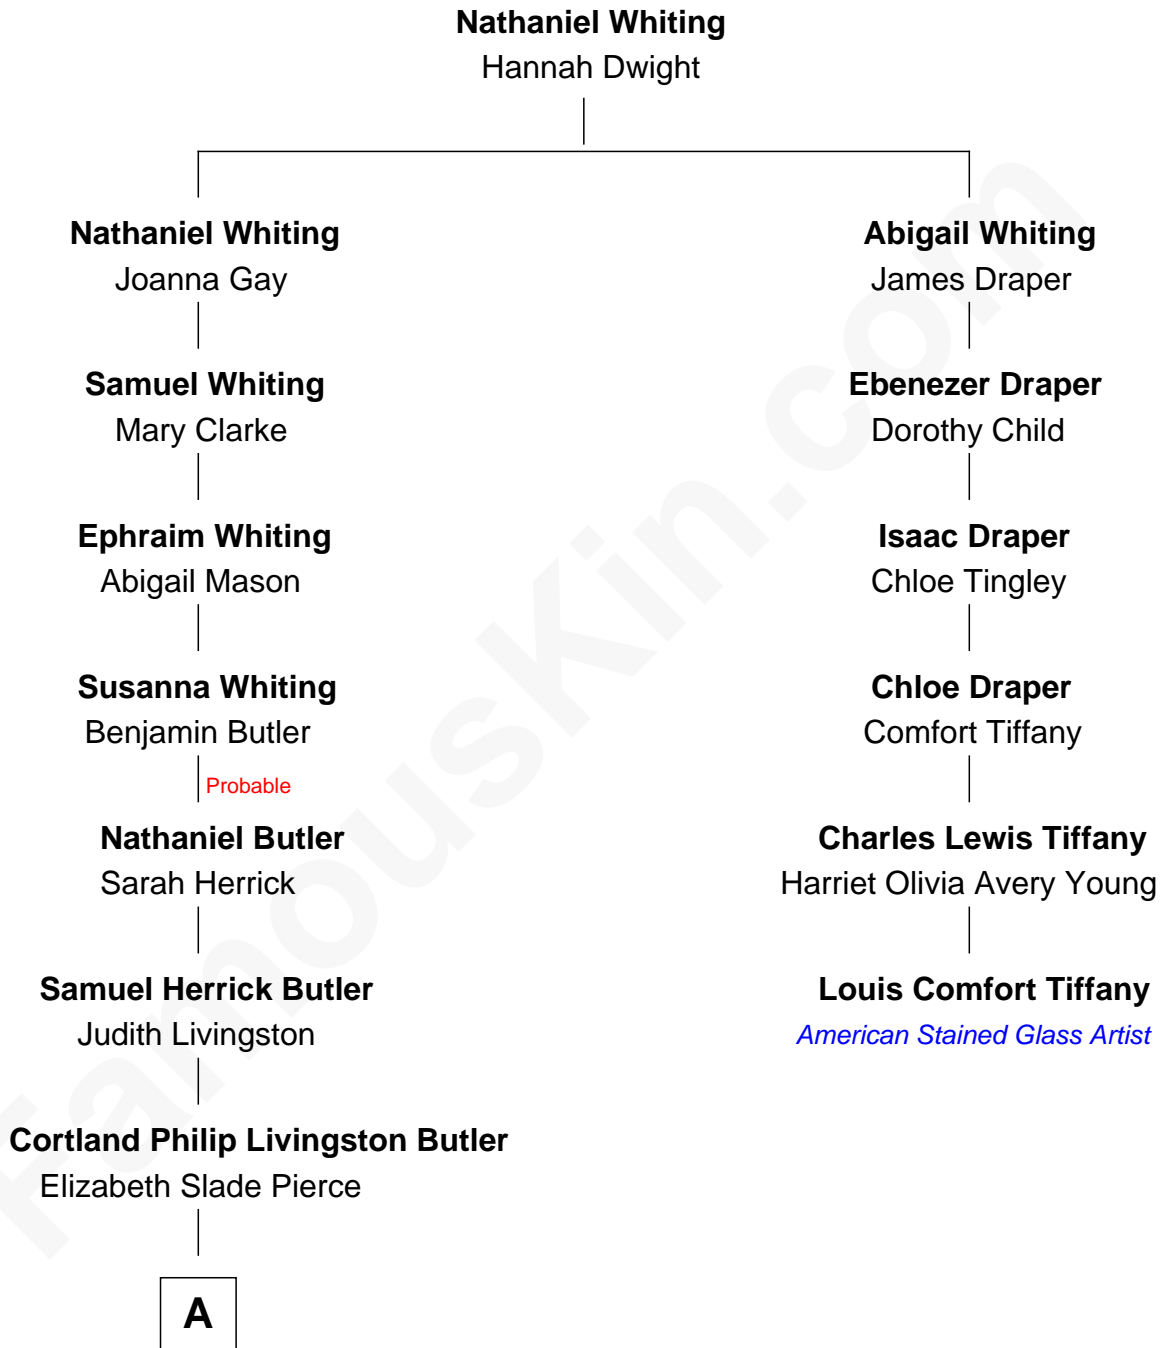 Nathaniel Whiting
Hannah Dwight
Nathaniel Whiting
Joanna Gay
Abigail Whiting
James Draper
Samuel Whiting
Mary Clarke
Ebenezer Draper
Dorothy Child
Ephraim Whiting
Abigail Mason
Isaac Draper
Chloe Tingley
Susanna Whiting
Benjamin Butler
Chloe Draper
Comfort Tiffany
Probable
Nathaniel Butler
Sarah Herrick
Charles Lewis Tiffany
Harriet Olivia Avery Young
Samuel Herrick Butler
Judith Livingston
Louis Comfort Tiffany
American Stained Glass Artist
Cortland Philip Livingston Butler
Elizabeth Slade Pierce
A
FamousKin.com